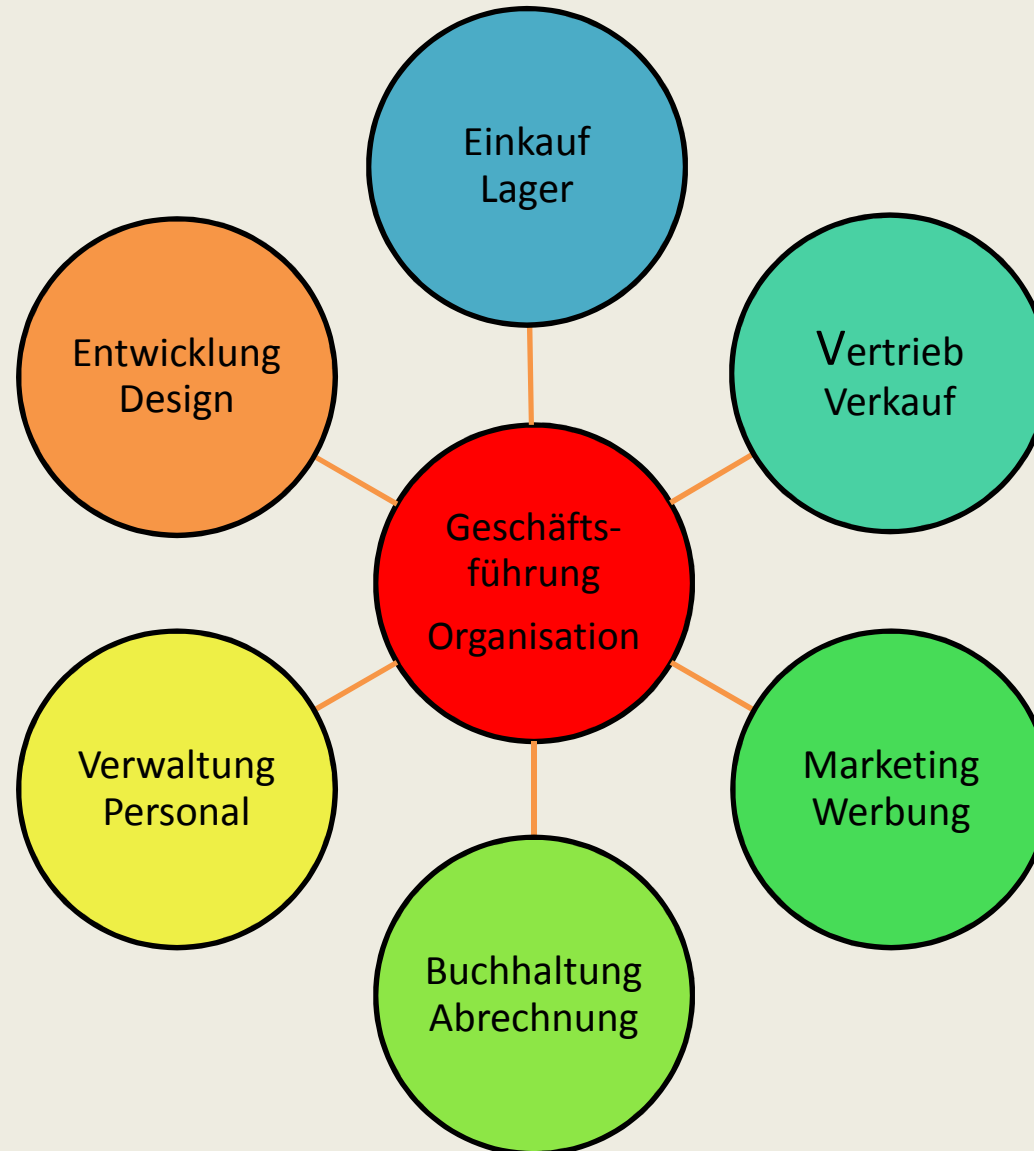 Einkauf
Lager
Vertrieb
Verkauf
Marketing
Werbung
Buchhaltung
Abrechnung
Verwaltung
Personal
Entwicklung
Design
Geschäfts-
führung
Organisation